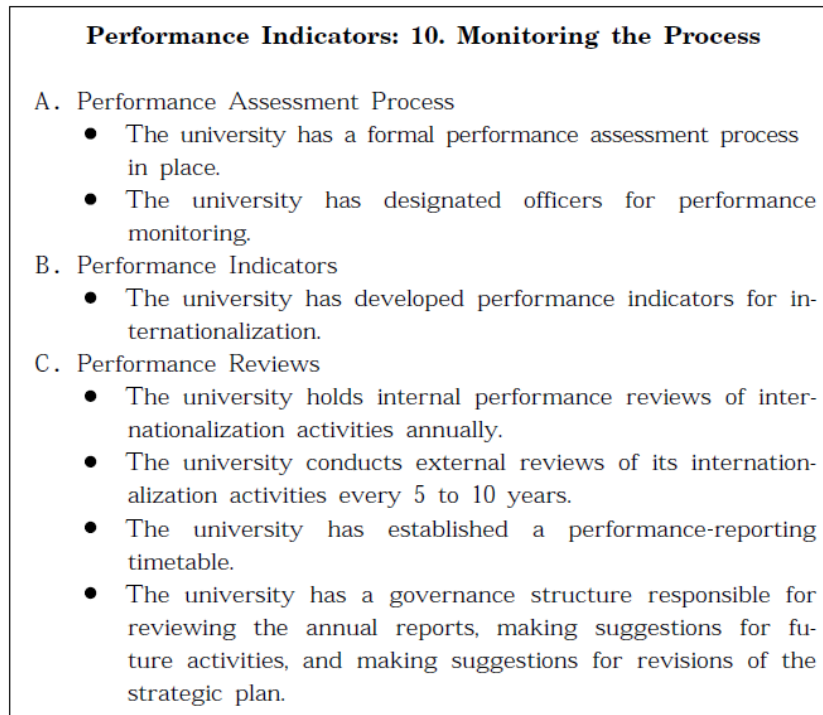 Performance Indicators: 10. Monitoring the Process
A. Performance Assessment Process
● The university has a formal performance assessment process
in place.
● The university has designated officers for performance
monitoring.
B. Performance Indicators
● The university has developed performance indicators for in-
ternationalization.
C. Performance Reviews
● The university holds internal performance reviews of inter-
nationalization activities annually.
● The university conducts external reviews of its internation-
alization activities every 5 to 10 years.
● The university has established a performance-reporting
timetable.
● The university has a governance structure responsible for
reviewing the annual reports, making suggestions for fu-
ture activities, and making suggestions for revisions of the
strategic plan.